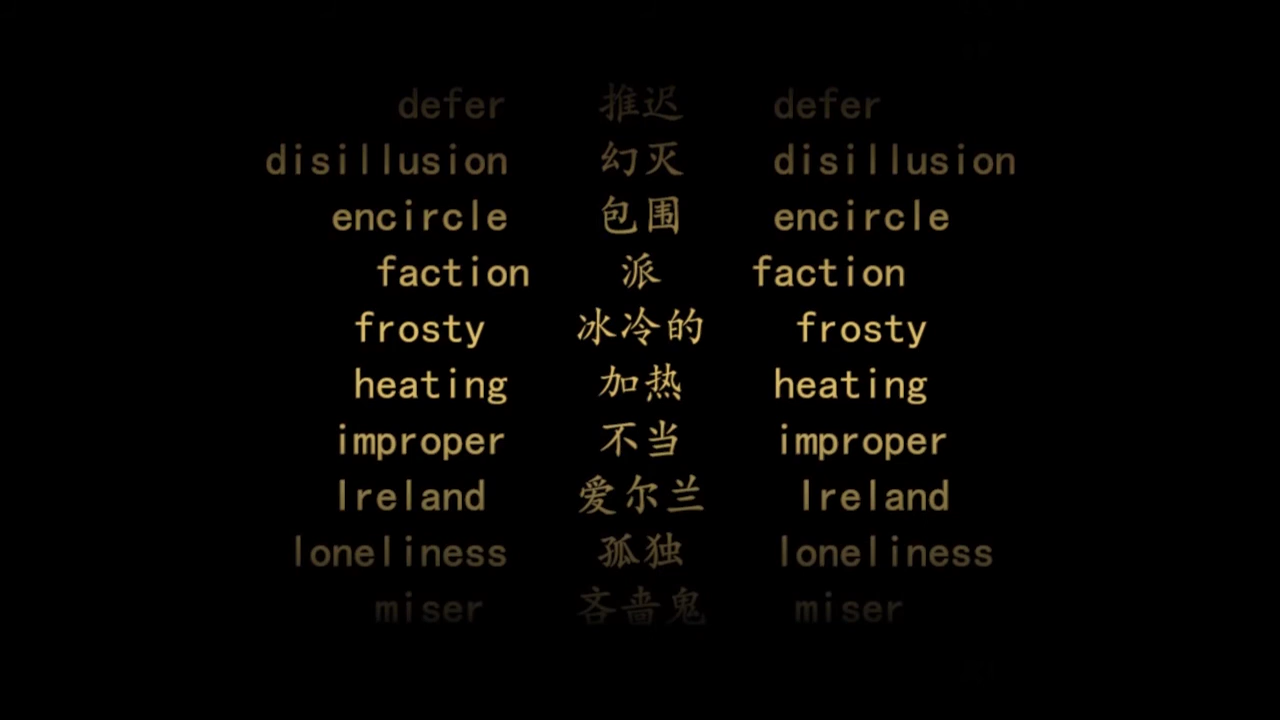 defer 推迟 defer
disillusion 幻灭 disillusion
encircle 包围 encircle
faction 派 faction
frosty 冰冷的 frosty
heating 加热 heating
improper 不当 improper
Ireland 爱尔兰 Ireland
loneliness 孤独 loneliness
miser 吝啬鬼 miser